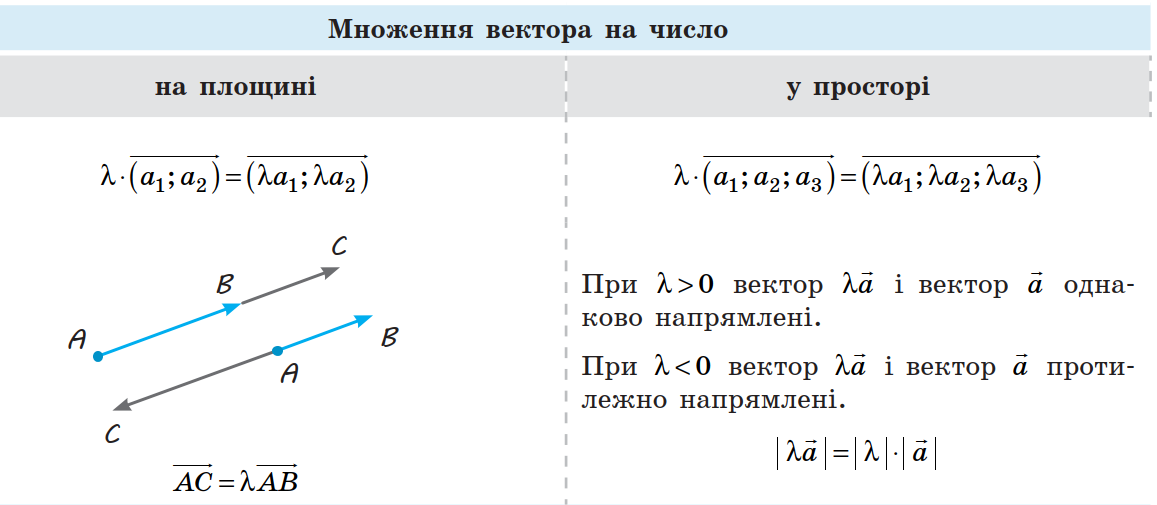 Множення вектора на число
на площині
λ · (a₁; a₂) = (λa₁; λa₂)
C
B
A
B
A
C
AC = λAB
у просторі
λ · (a₁; a₂; a₃) = (λa₁; λa₂; λa₃)
При λ > 0 вектор λa⃗ і вектор a⃗ одна-
ково напрямлені.
При λ < 0 вектор λa⃗ і вектор a⃗ проти-
лежно напрямлені.
|λa⃗| = |λ| · |a⃗|